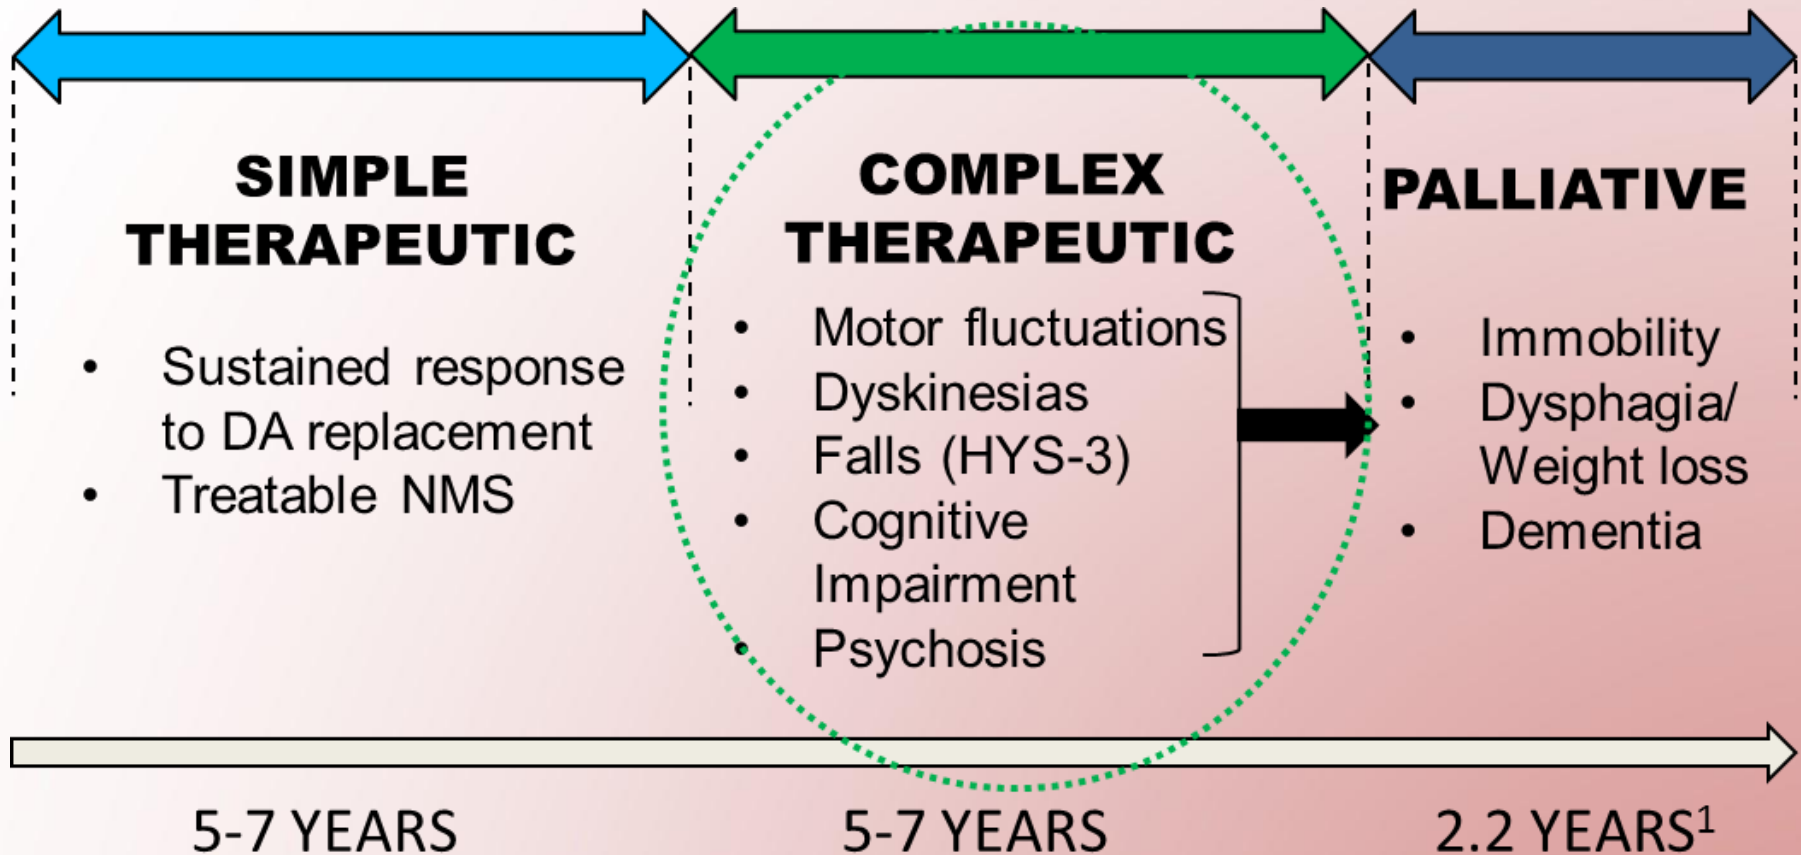 SIMPLE
THERAPEUTIC
• Sustained response
to DA replacement
• Treatable NMS
COMPLEX
THERAPEUTIC
• Motor fluctuations
• Dyskinesias
• Falls (HYS-3)
• Cognitive
Impairment
• Psychosis
PALLIATIVE
• Immobility
• Dysphagia/
Weight loss
• Dementia
5-7 YEARS
5-7 YEARS
2.2 YEARS¹